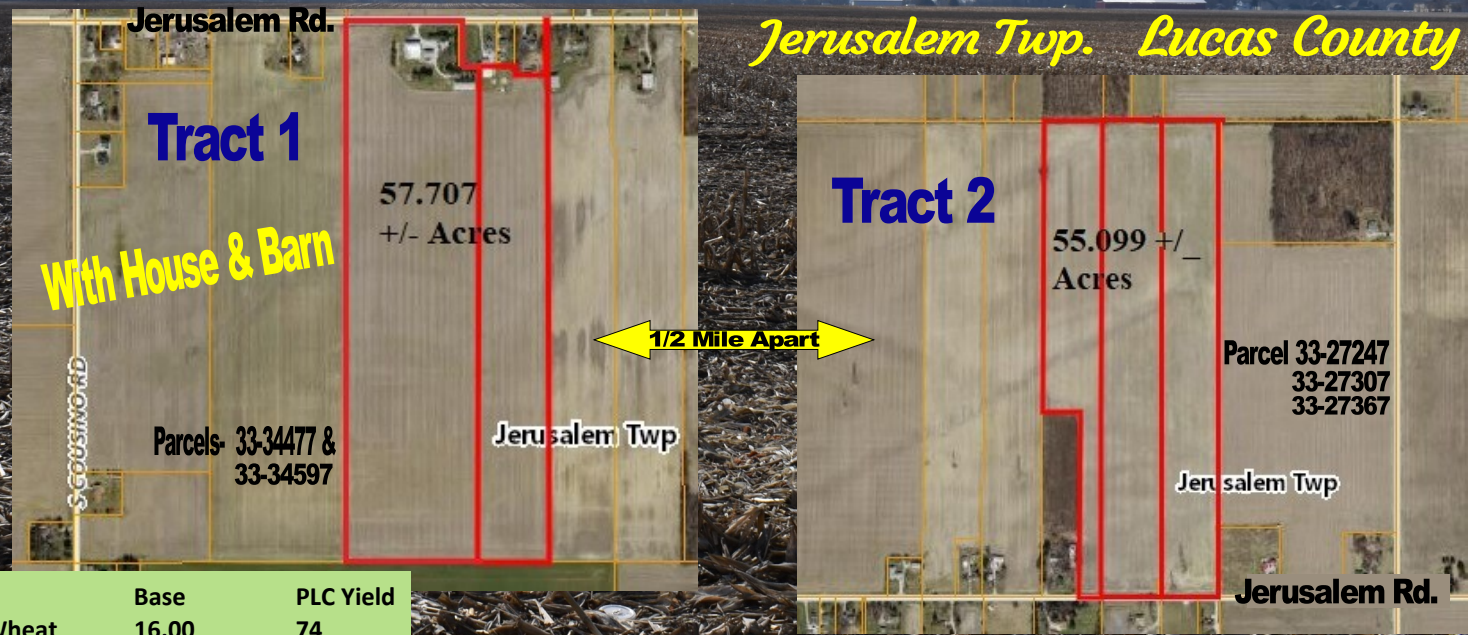 Jerusalem Rd.
Jerusalem Twp. Lucas County
Tract 1
57.707
+/- Acres
With House & Barn
S COUSINO RD
Parcels- 33-34477 &
33-34597
Jerusalem Twp
1/2 Mile Apart
Tract 2
55.099 +/_
Acres
Parcel 33-27247
33-27307
33-27367
Jerusalem Twp
Jerusalem Rd.
Base PLC Yield
16.00 74